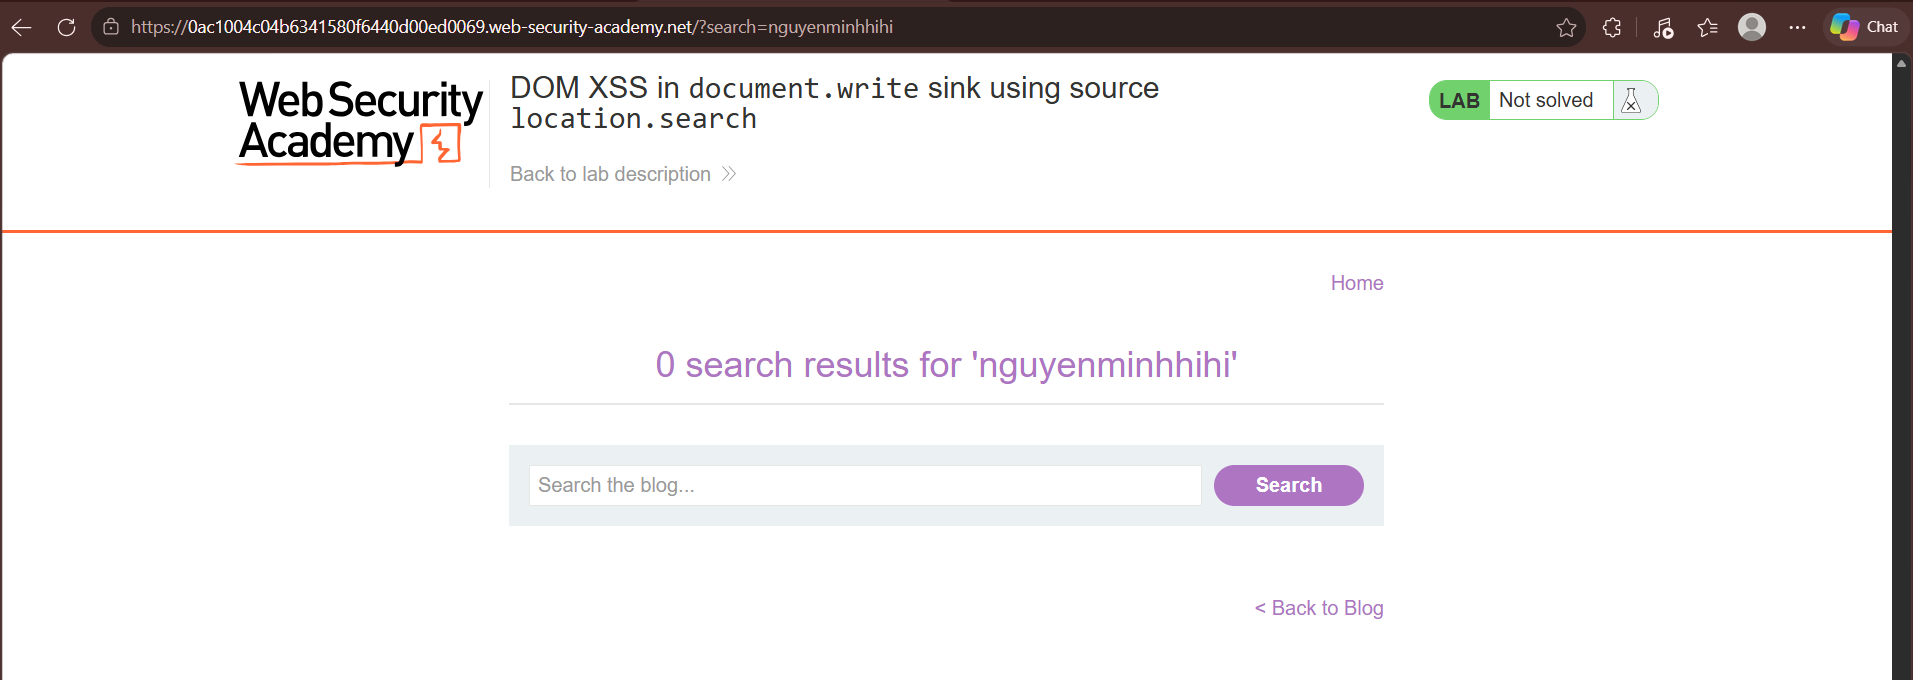 https://0ac1004c04b6341580f6440d00ed0069.web-security-academy.net/?search=nguyenminhhihi
Chat
WebSecurity
Academy
DOM XSS in document.write sink using source
location.search
Back to lab description
LAB Not solved
Home
0 search results for 'nguyenminhhihi'
Search the blog...
Search
< Back to Blog